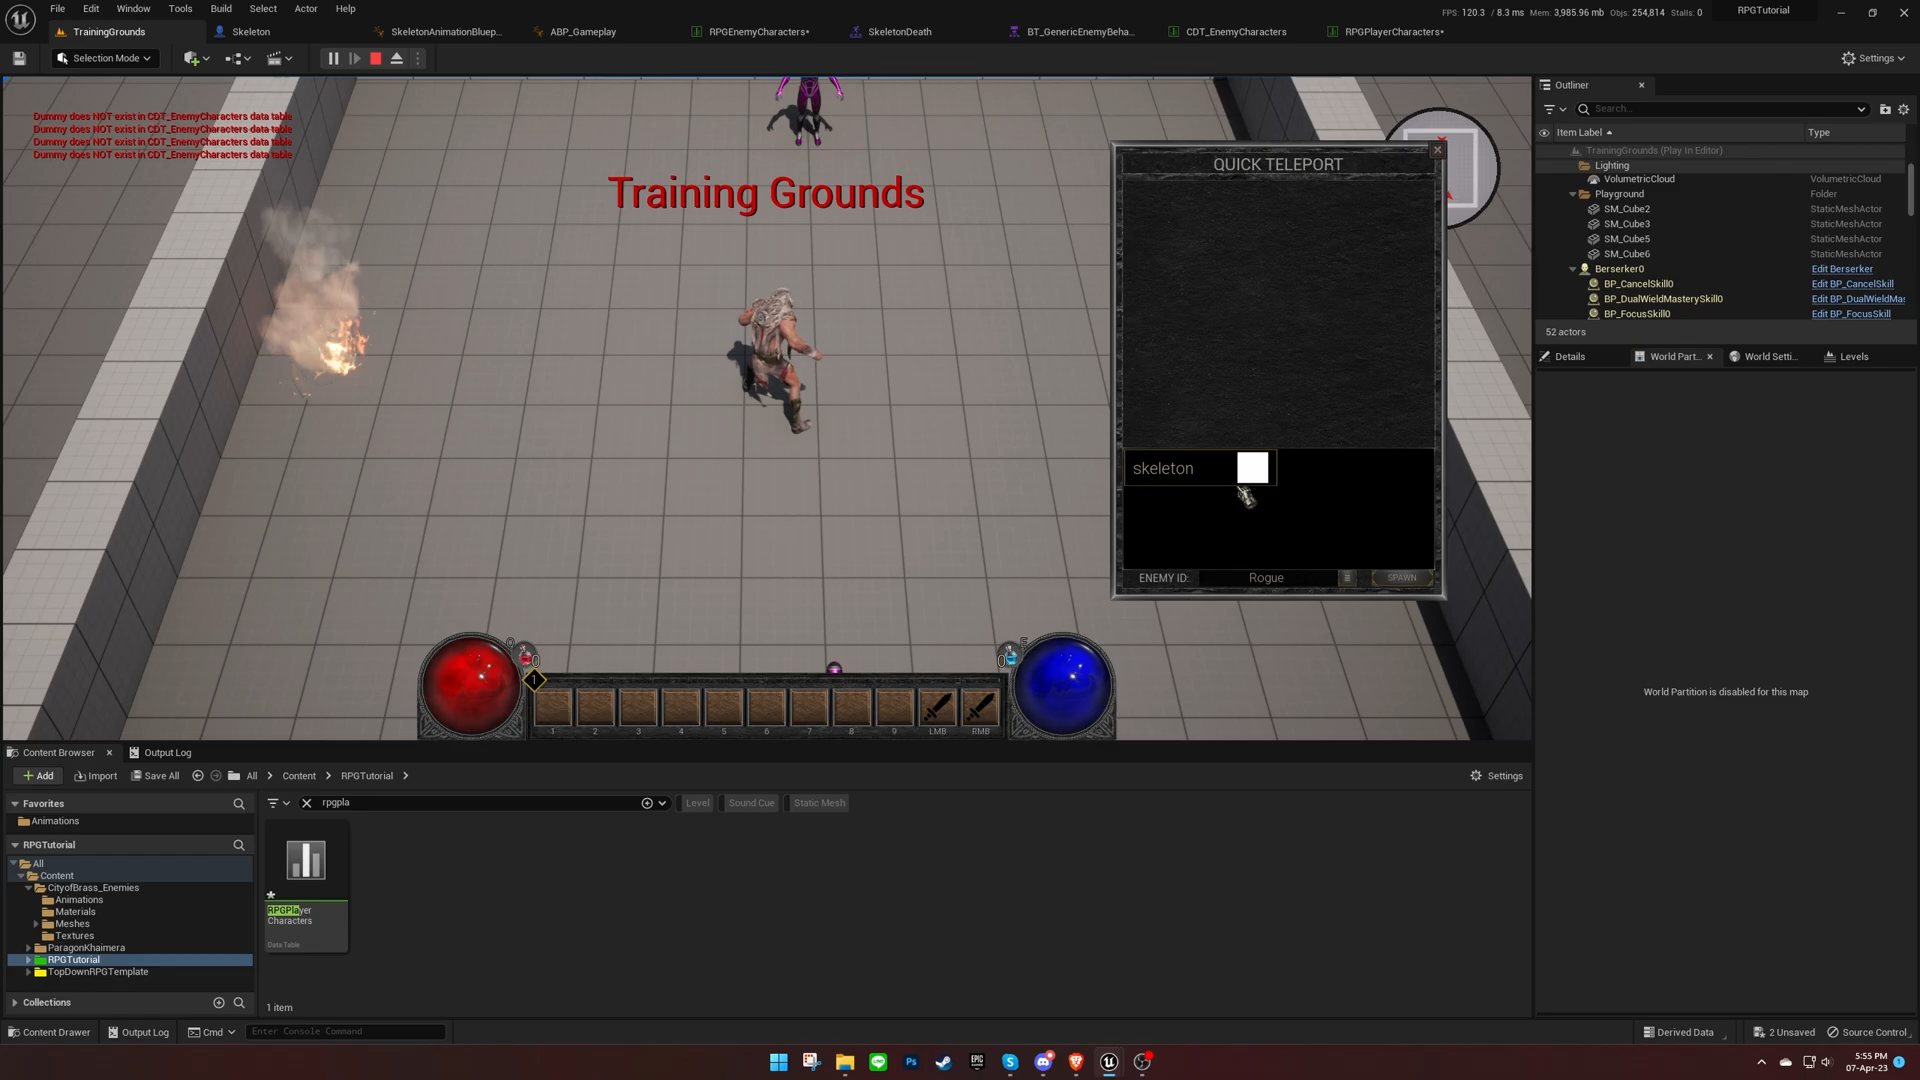 File Edit Window Tools Build Select Actor Help
FPS: 120.3 / 8.3 ms Mem: 3,985.96 mb Objs: 254,814 Stalls: 0
RPGTutorial
TrainingGrounds
Skeleton
SkeletonAnimationBluep...
ABP_Gameplay
RPGEnemyCharacters*
SkeletonDeath
BT_GenericEnemyBeha...
CDT_EnemyCharacters
RPGPlayerCharacters*
Selection Mode
Settings
Dummy does NOT exist in CDT_EnemyCharacters data table
Dummy does NOT exist in CDT_EnemyCharacters data table
Dummy does NOT exist in CDT_EnemyCharacters data table
Dummy does NOT exist in CDT_EnemyCharacters data table
Training Grounds
QUICK TELEPORT
skeleton
ENEMY ID: Rogue SPAWN
0
0
1
1 2 3 4 5 6 7 8 9 LMB RMB
Outliner
Search...
Item Label Type
TrainingGrounds (Play In Editor)
Lighting
VolumetricCloud VolumetricCloud
Playground Folder
SM_Cube2 StaticMeshActor
SM_Cube3 StaticMeshActor
SM_Cube5 StaticMeshActor
SM_Cube6 StaticMeshActor
Berserker0 Edit Berserker
BP_CancelSkill0 Edit BP_CancelSkill
BP_DualWieldMasterySkill0 Edit BP_DualWieldMas
BP_FocusSkill0 Edit BP_FocusSkill
52 actors
Details World Part... World Setti... Levels
World Partition is disabled for this map
Content Browser Output Log
Add Import Save All All Content RPGTutorial
Settings
Favorites
Animations
RPGTutorial
All
Content
CityofBrass_Enemies
Animations
Materials
Meshes
Textures
ParagonKhaimera
RPGTutorial
TopDownRPGTemplate
Collections
rpgpla
Level Sound Cue Static Mesh
RPGPlayer
Characters
Data Table
1 item
Content Drawer Output Log Cmd Enter Console Command
Derived Data 2 Unsaved Source Control
Ps
EPIC
5:55 PM
07-Apr-23
1